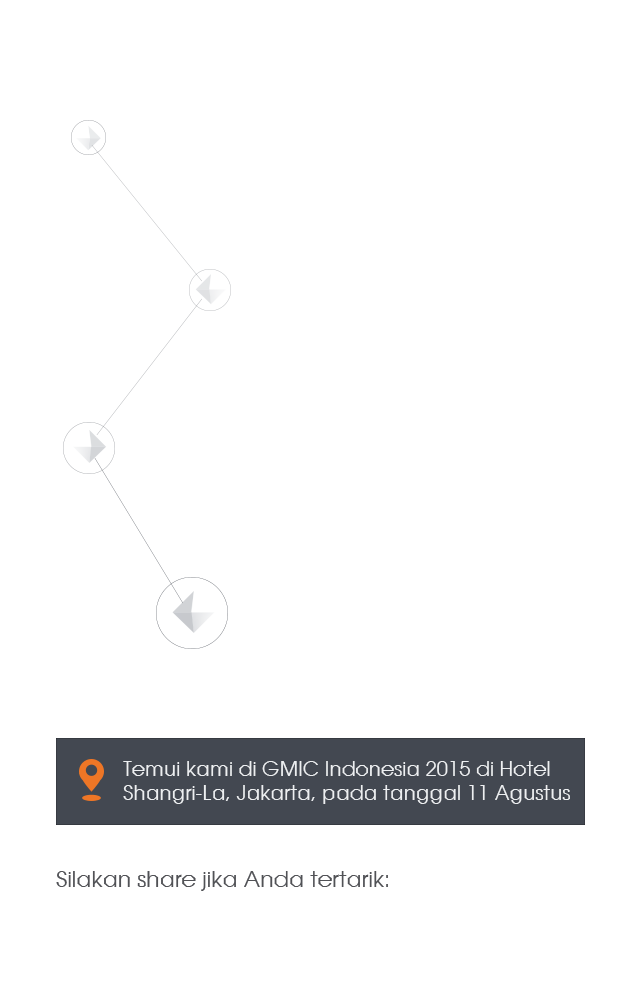 Temui kami di GMIC Indonesia 2015 di Hotel
Shangri-La, Jakarta, pada tanggal 11 Agustus
Silakan share jika Anda tertarik: